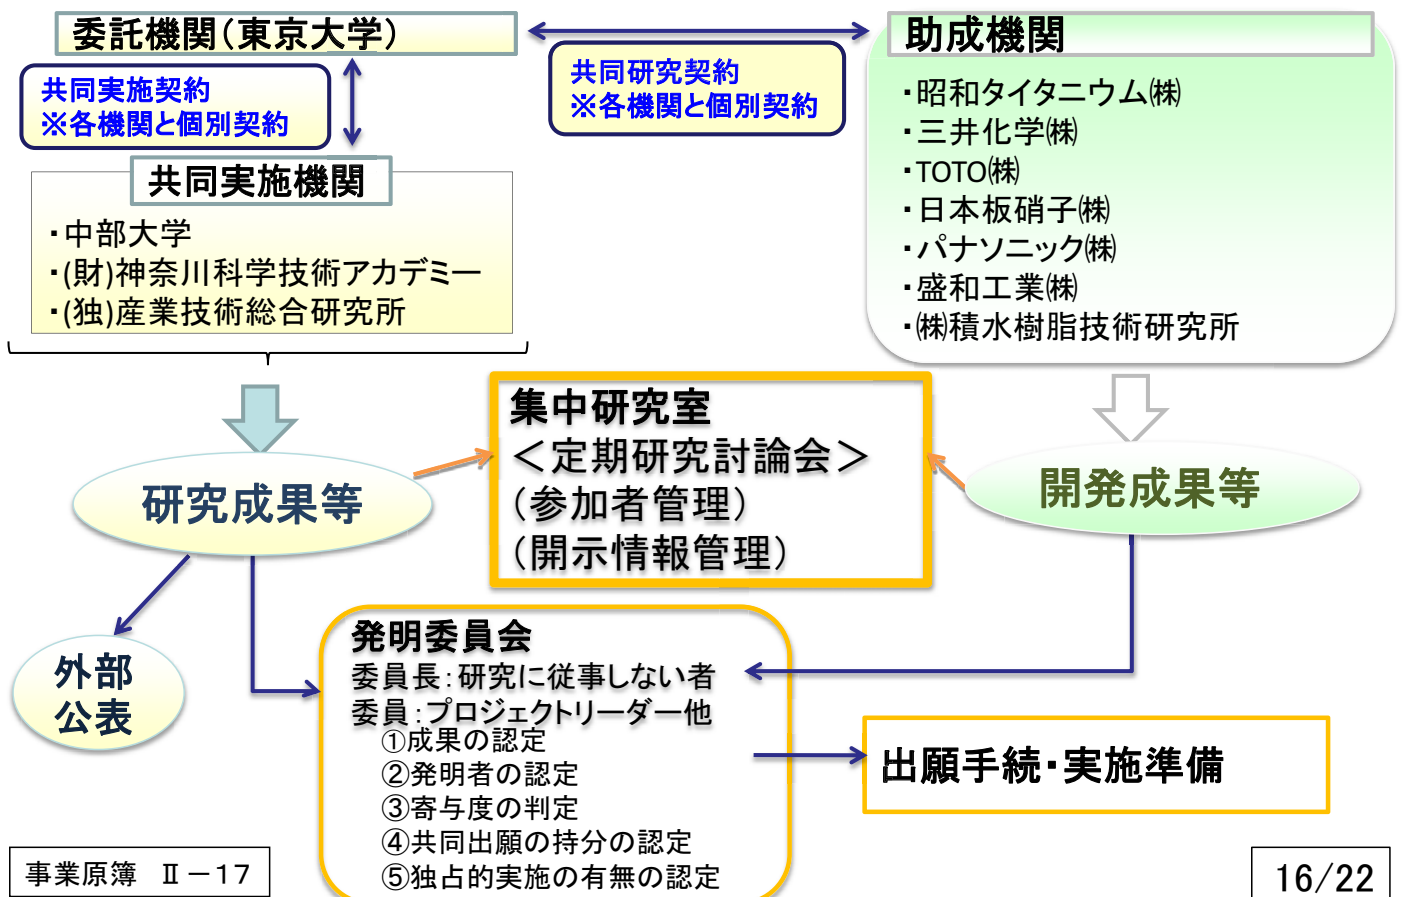 委託機関（東京大学）
共同実施契約
※各機関と個別契約
共同研究契約
※各機関と個別契約
助成機関
・昭和タイタニウム㈱
・三井化学㈱
・TOTO㈱
・日本板硝子㈱
・パナソニック㈱
・盛和工業㈱
・㈱積水樹脂技術研究所
共同実施機関
・中部大学
・(財)神奈川科学技術アカデミー
・(独)産業技術総合研究所
集中研究室
＜定期研究討論会＞
（参加者管理）
（開示情報管理）
研究成果等
開発成果等
外部
公表
発明委員会
委員長：研究に従事しない者
委員：プロジェクトリーダー他
①成果の認定
②発明者の認定
③寄与度の判定
④共同出願の持分の認定
⑤独占的実施の有無の認定
出願手続・実施準備
事業原簿　Ⅱ－17
16/22